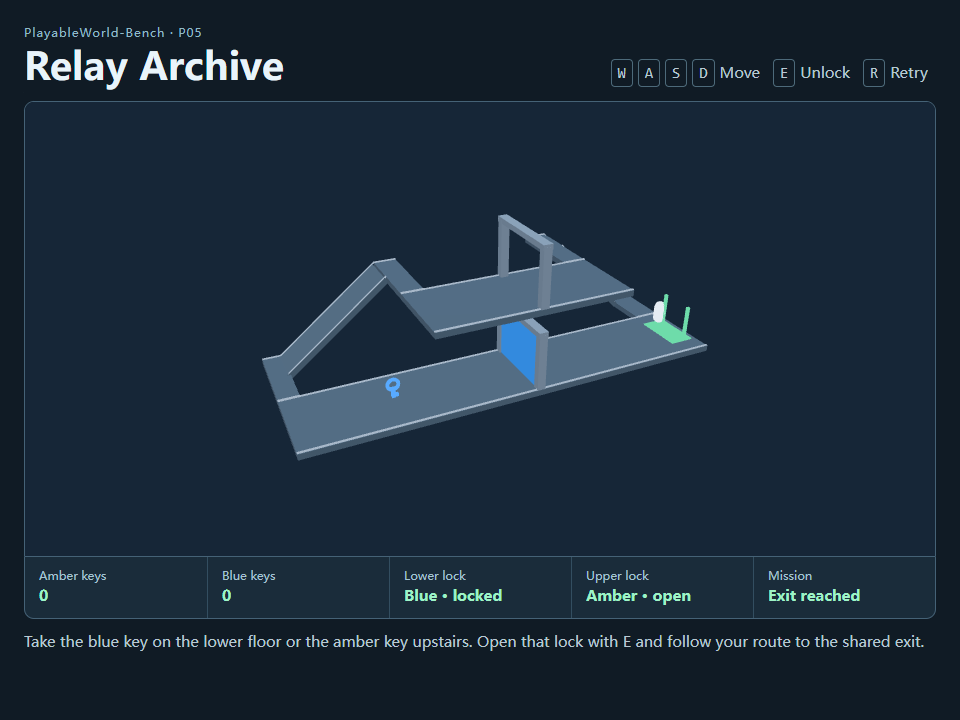 PlayableWorld-Bench · P05
Relay Archive
W A S D Move E Unlock R Retry
Amber keys Blue keys Lower lock Upper lock Mission
0 0 Blue • locked Amber • open Exit reached
Take the blue key on the lower floor or the amber key upstairs. Open that lock with E and follow your route to the shared exit.